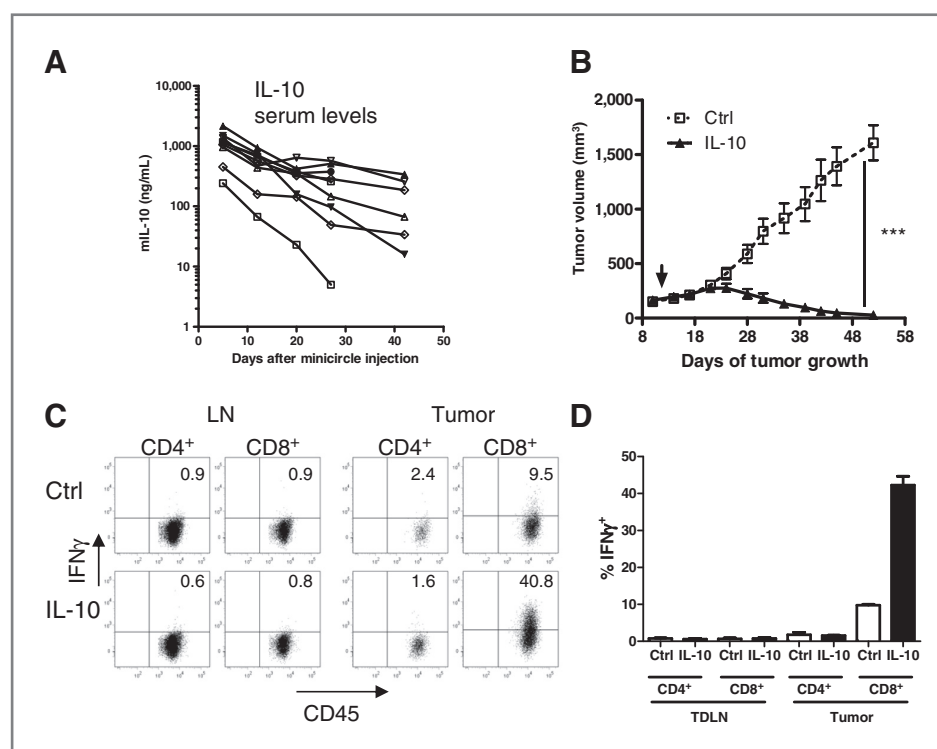 A
IL-10
serum levels
10,000
1,000
100
10
1
mIL-10 (ng/mL)
0 10 20 30 40 50
Days after minicircle injection
B
2,000
1,500
1,000
500
0
Tumor volume (mm³)
Ctrl
IL-10
***
8 18 28 38 48 58
Days of tumor growth
C
LN Tumor
CD4⁺ CD8⁺ CD4⁺ CD8⁺
Ctrl
0.9 0.9 2.4 9.5
IFNγ
IL-10
0.6 0.8 1.6 40.8
CD45
D
50
40
30
20
10
0
% IFNγ⁺
Ctrl IL-10 Ctrl IL-10 Ctrl IL-10 Ctrl IL-10
CD4⁺ CD8⁺ CD4⁺ CD8⁺
TDLN Tumor